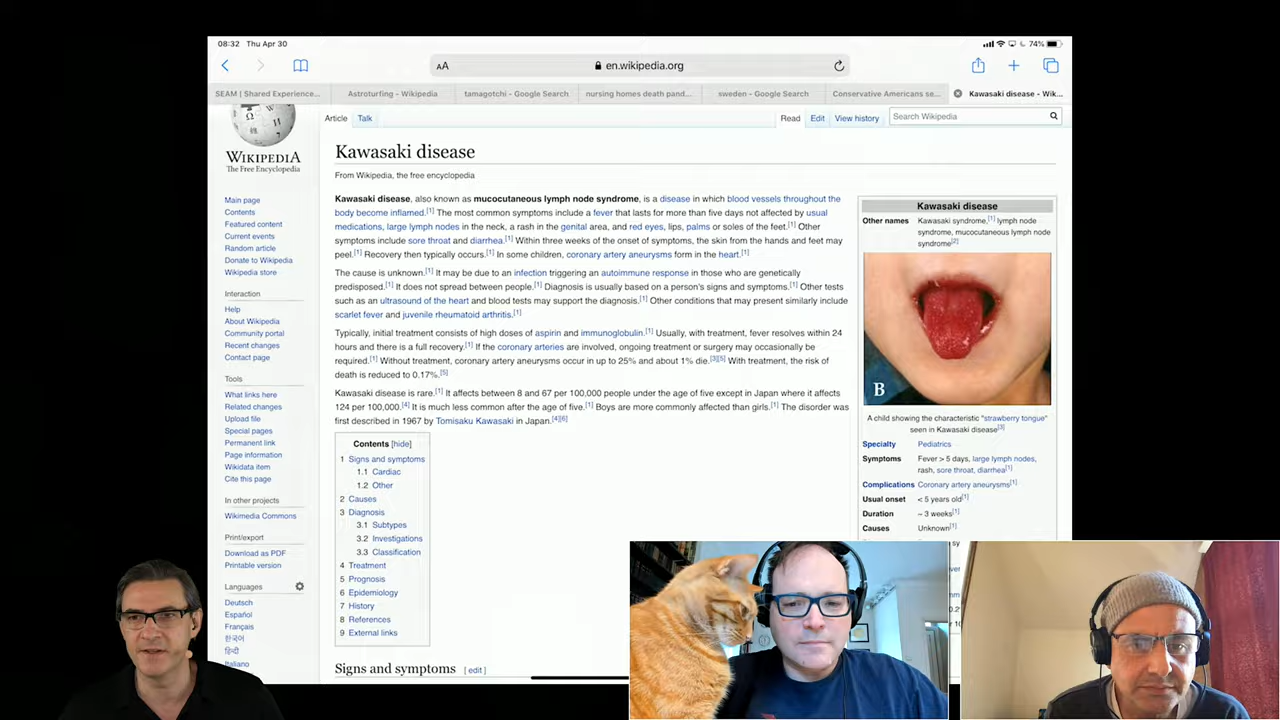 08:32 Thu Apr 30
74%
AA
en.wikipedia.org
SEAM | Shared Experience...
Astroturfing - Wikipedia
tamagotchi - Google Search
nursing homes death pand...
sweden - Google Search
Conservative Americans se...
Kawasaki disease - Wik...
WIKIPEDIA
The Free Encyclopedia
Main page
Contents
Featured content
Current events
Random article
Donate to Wikipedia
Wikipedia store
Interaction
Help
About Wikipedia
Community portal
Recent changes
Contact page
Tools
What links here
Related changes
Upload file
Special pages
Permanent link
Page information
Wikidata item
Cite this page
In other projects
Wikimedia Commons
Print/export
Download as PDF
Printable version
Languages
Deutsch
Español
Français
한국어
हिन्दी
Italiano
Article
Talk
Read
Edit
View history
Search Wikipedia
Kawasaki disease
From Wikipedia, the free encyclopedia
Kawasaki disease, also known as mucocutaneous lymph node syndrome, is a disease in which blood vessels throughout the
body become inflamed.[1] The most common symptoms include a fever that lasts for more than five days not affected by usual
medications, large lymph nodes in the neck, a rash in the genital area, and red eyes, lips, palms or soles of the feet.[1] Other
symptoms include sore throat and diarrhea.[1] Within three weeks of the onset of symptoms, the skin from the hands and feet may
peel.[1] Recovery then typically occurs.[1] In some children, coronary artery aneurysms form in the heart.[1]
The cause is unknown.[1] It may be due to an infection triggering an autoimmune response in those who are genetically
predisposed.[1] It does not spread between people.[1] Diagnosis is usually based on a person's signs and symptoms.[1] Other tests
such as an ultrasound of the heart and blood tests may support the diagnosis.[1] Other conditions that may present similarly include
scarlet fever and juvenile rheumatoid arthritis.[1]
Typically, initial treatment consists of high doses of aspirin and immunoglobulin.[1] Usually, with treatment, fever resolves within 24
hours and there is a full recovery.[1] If the coronary arteries are involved, ongoing treatment or surgery may occasionally be
required.[1] Without treatment, coronary artery aneurysms occur in up to 25% and about 1% die.[3][5] With treatment, the risk of
death is reduced to 0.17%.[5]
Kawasaki disease is rare.[1] It affects between 8 and 67 per 100,000 people under the age of five except in Japan where it affects
124 per 100,000.[4] It is much less common after the age of five.[1] Boys are more commonly affected than girls.[1] The disorder was
first described in 1967 by Tomisaku Kawasaki in Japan.[4][6]
Contents [hide]
1 Signs and symptoms
1.1 Cardiac
1.2 Other
2 Causes
3 Diagnosis
3.1 Subtypes
3.2 Investigations
3.3 Classification
4 Treatment
5 Prognosis
6 Epidemiology
7 History
8 References
9 External links
Signs and symptoms [ edit ]
Kawasaki disease
Other names Kawasaki syndrome,[1] lymph node
syndrome, mucocutaneous lymph node
syndrome[2]
B
A child showing the characteristic "strawberry tongue"
seen in Kawasaki disease[3]
Specialty Pediatrics
Symptoms Fever > 5 days, large lymph nodes,
rash, sore throat, diarrhea[1]
Complications Coronary artery aneurysms[1]
Usual onset < 5 years old[1]
Duration ~ 3 weeks[1]
Causes Unknown[1]